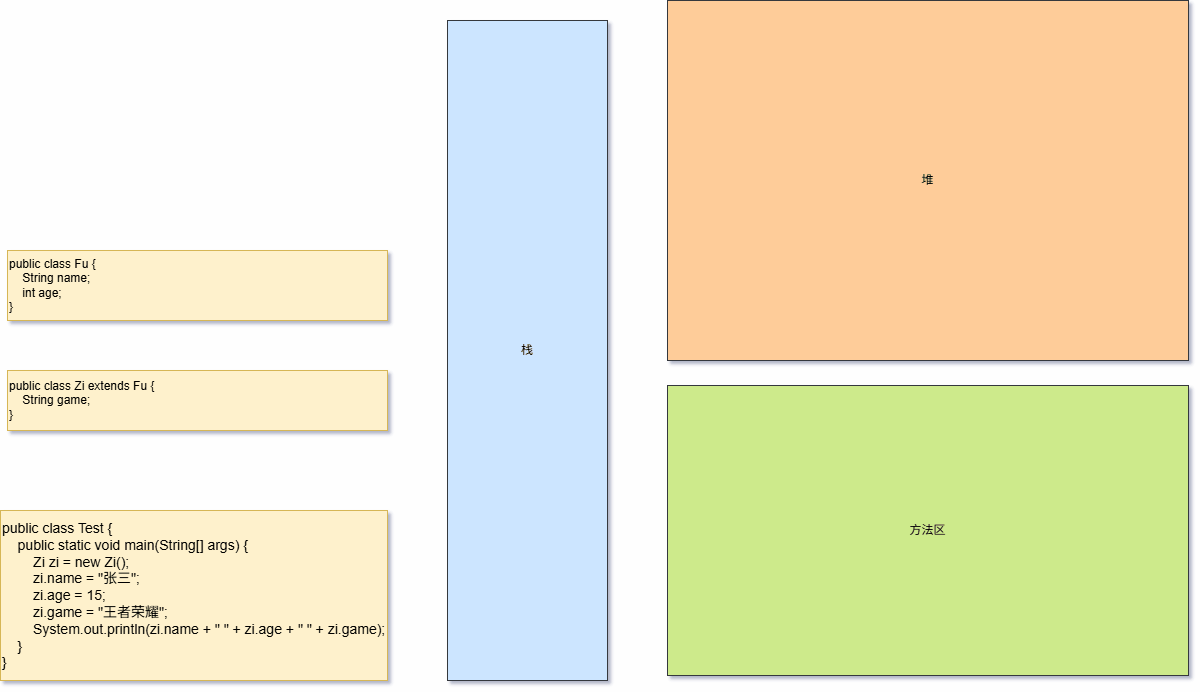 public class Fu {
    String name;
    int age;
}
public class Zi extends Fu {
    String game;
}
public class Test {
    public static void main(String[] args) {
        Zi zi = new Zi();
        zi.name = "张三";
        zi.age = 15;
        zi.game = "王者荣耀";
        System.out.println(zi.name + " " + zi.age + " " + zi.game);
    }
}
栈
堆
方法区